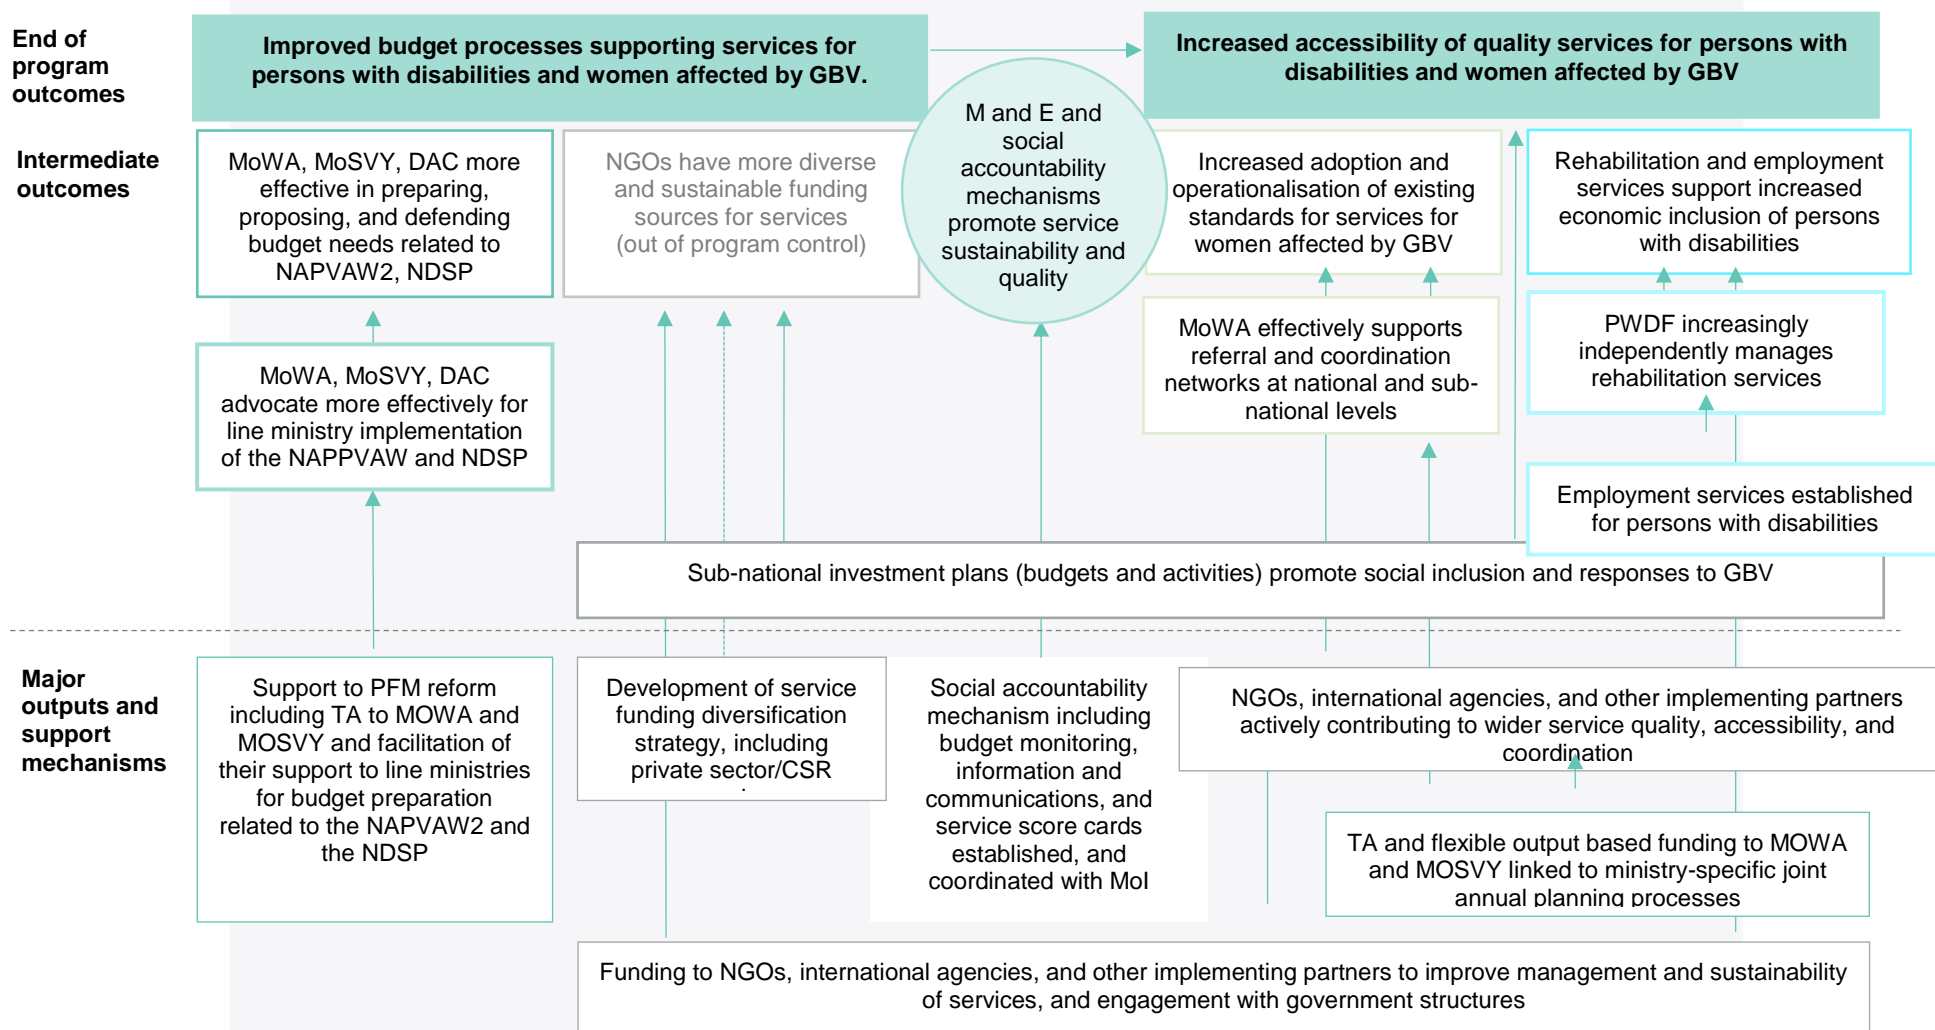 End of
program
outcomes
Improved budget processes supporting services for
persons with disabilities and women affected by GBV.
Increased accessibility of quality services for persons with
disabilities and women affected by GBV
M and E and
social
accountability
mechanisms
promote service
sustainability and
quality
Intermediate
outcomes
MoWA, MoSVY, DAC more
effective in preparing,
proposing, and defending
budget needs related to
NAPVAW2, NDSP
NGOs have more diverse
and sustainable funding
sources for services
(out of program control)
Increased adoption and
operationalisation of existing
standards for services for
women affected by GBV
Rehabilitation and employment
services support increased
economic inclusion of persons
with disabilities
MoWA, MoSVY, DAC
advocate more effectively for
line ministry implementation
of the NAPPVAW and NDSP
MoWA effectively supports
referral and coordination
networks at national and sub-
national levels
PWDF increasingly
independently manages
rehabilitation services
Employment services established
for persons with disabilities
Sub-national investment plans (budgets and activities) promote social inclusion and responses to GBV
Major
outputs and
support
mechanisms
Support to PFM reform
including TA to MOWA and
MOSVY and facilitation of
their support to line ministries
for budget preparation
related to the NAPVAW2 and
the NDSP
Development of service
funding diversification
strategy, including
private sector/CSR
Social accountability
mechanism including
budget monitoring,
information and
communications, and
service score cards
established, and
coordinated with MoI
NGOs, international agencies, and other implementing partners
actively contributing to wider service quality, accessibility, and
coordination
TA and flexible output based funding to MOWA
and MOSVY linked to ministry-specific joint
annual planning processes
Funding to NGOs, international agencies, and other implementing partners to improve management and sustainability
of services, and engagement with government structures